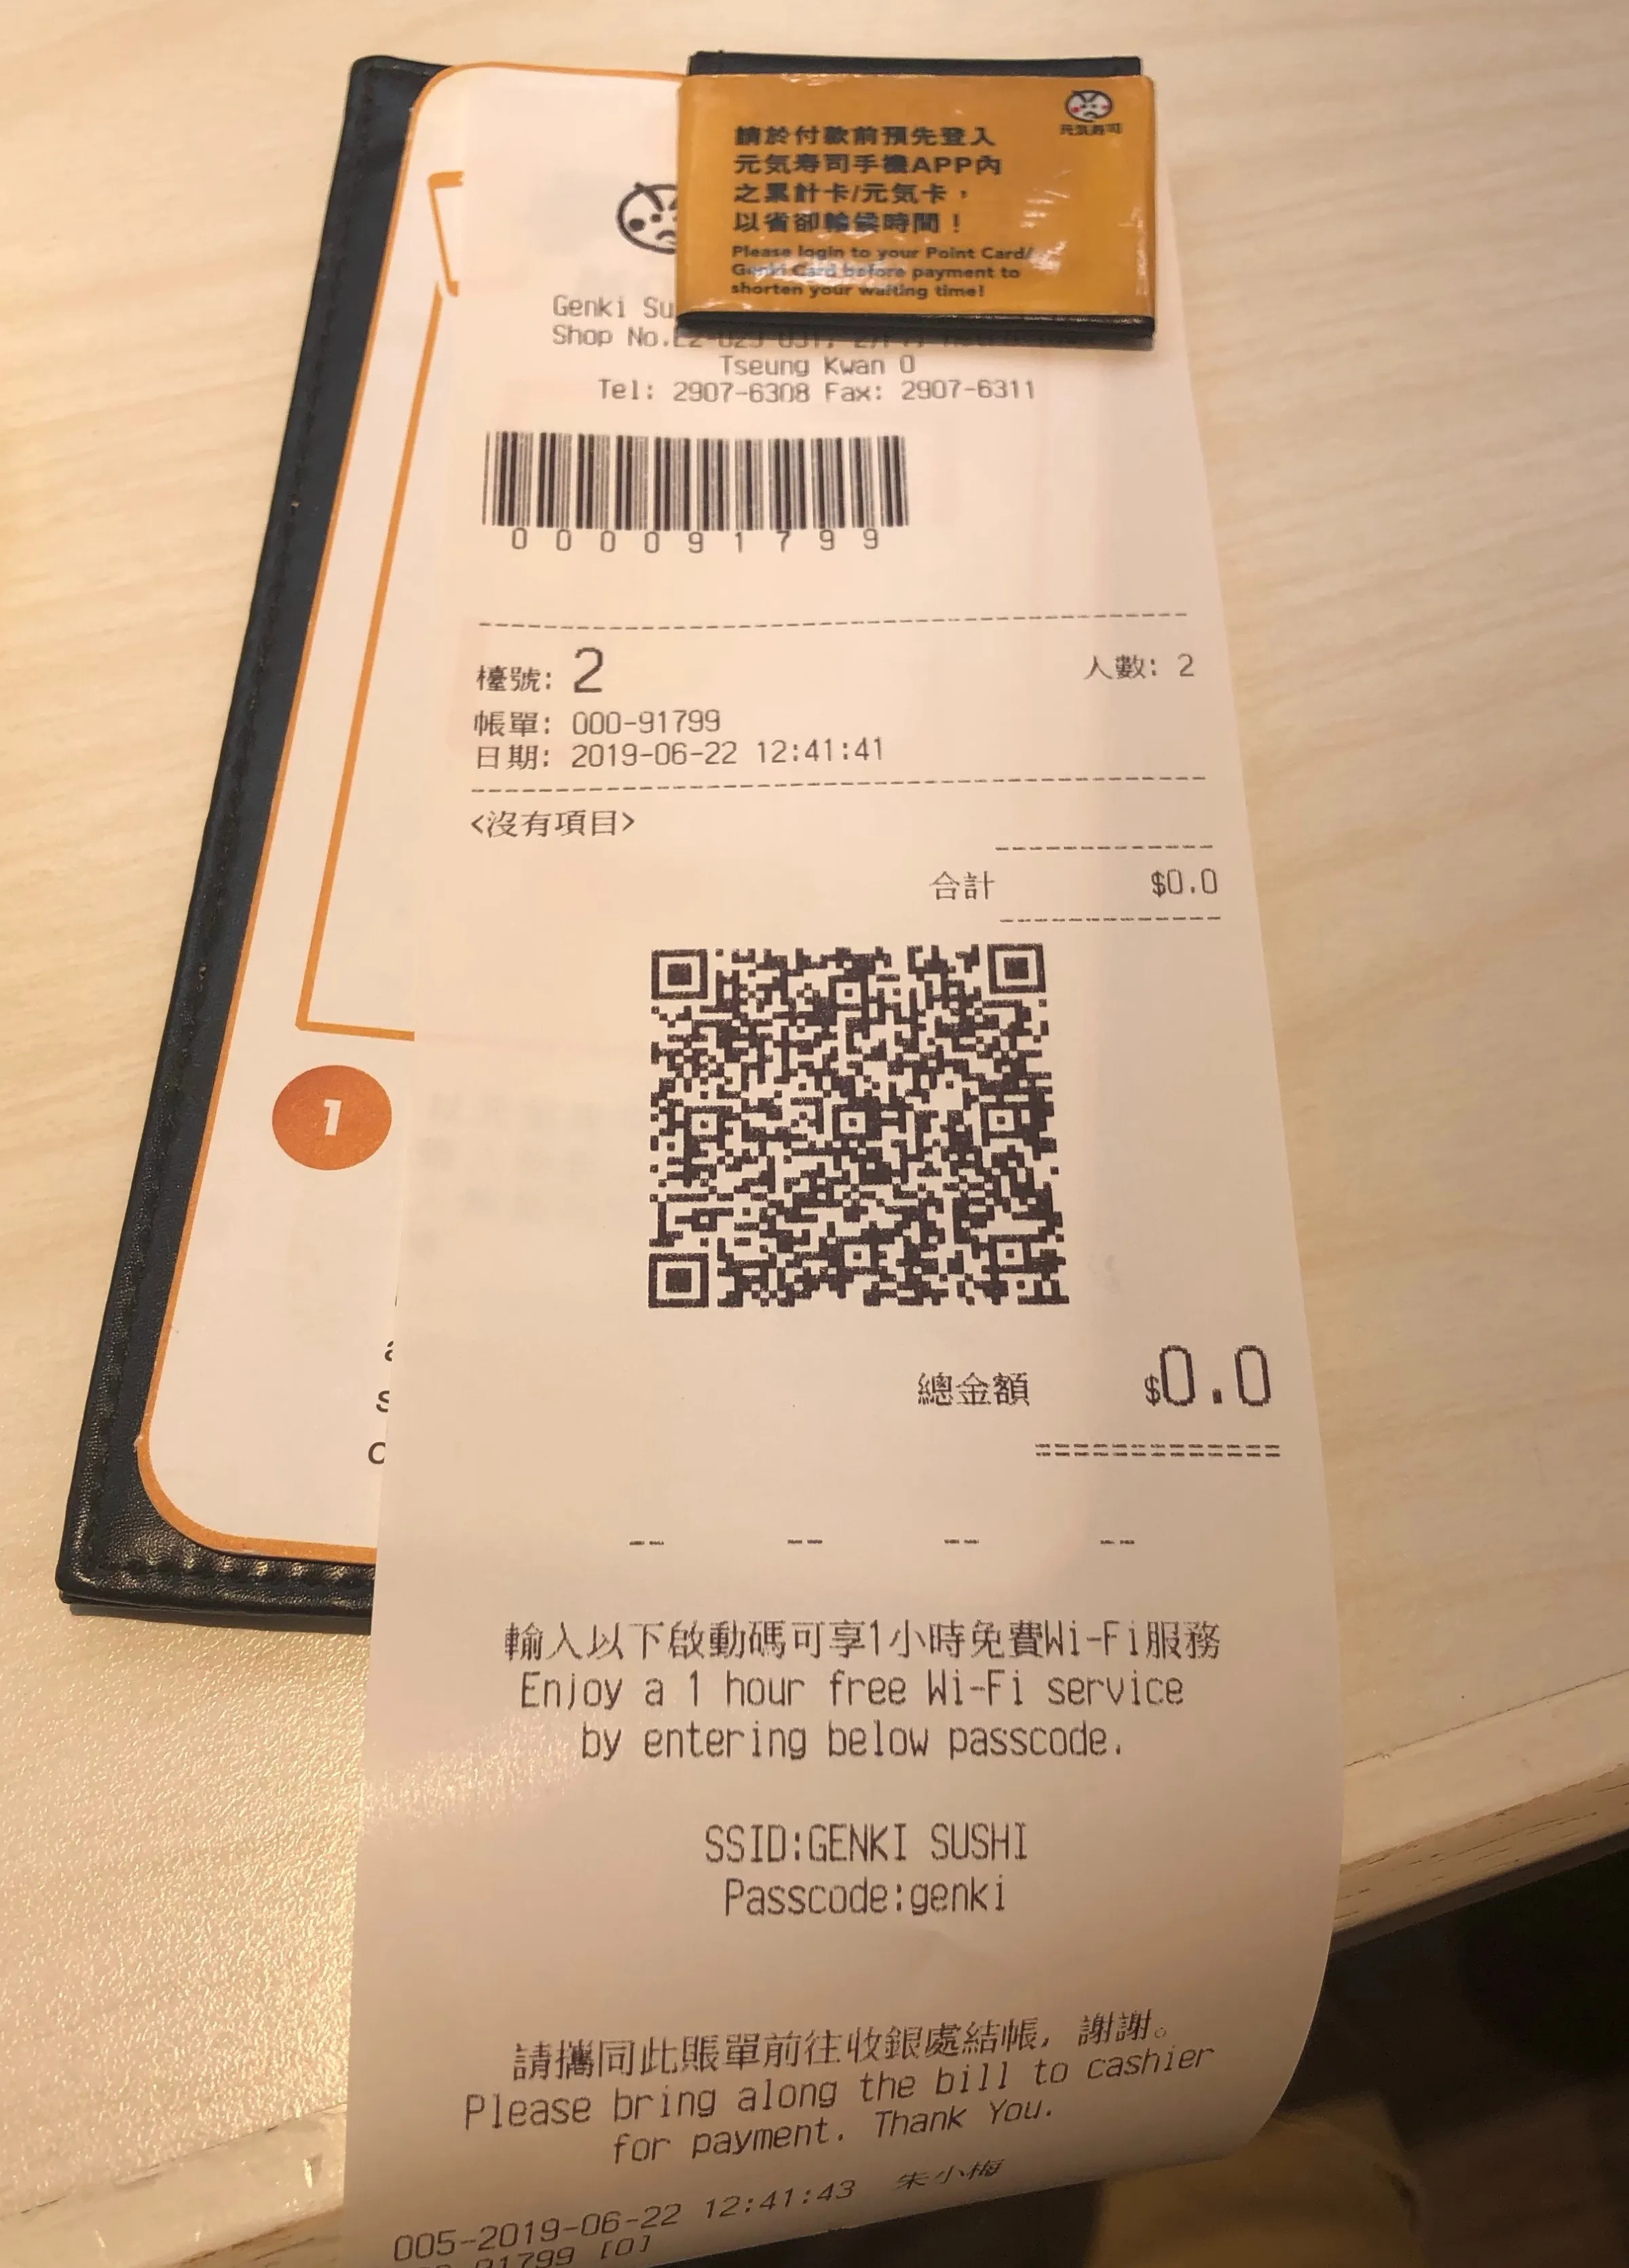 元気寿司
請於付款前預先登入
元気寿司手機APP內
之累計卡/元気卡，
以省卻輪候時間！
Please login to your Point Card/
Genki Card before payment to
shorten your waiting time!
Genki Su
Shop No.
Tseung Kwan O
Tel: 2907-6308 Fax: 2907-6311
000091799
檯號: 2 人數: 2
帳單: 000-91799
日期: 2019-06-22 12:41:41
<沒有項目>
合計 $0.0
1
總金額 $0.0
輸入以下啟動碼可享1小時免費Wi-Fi服務
Enjoy a 1 hour free Wi-Fi service
by entering below passcode.
SSID:GENKI SUSHI
Passcode:genki
請攜同此賬單前往收銀處結帳, 謝謝。
Please bring along the bill to cashier
for payment. Thank You.
005-2019-06-22 12:41:43 朱小梅
91799 [0]